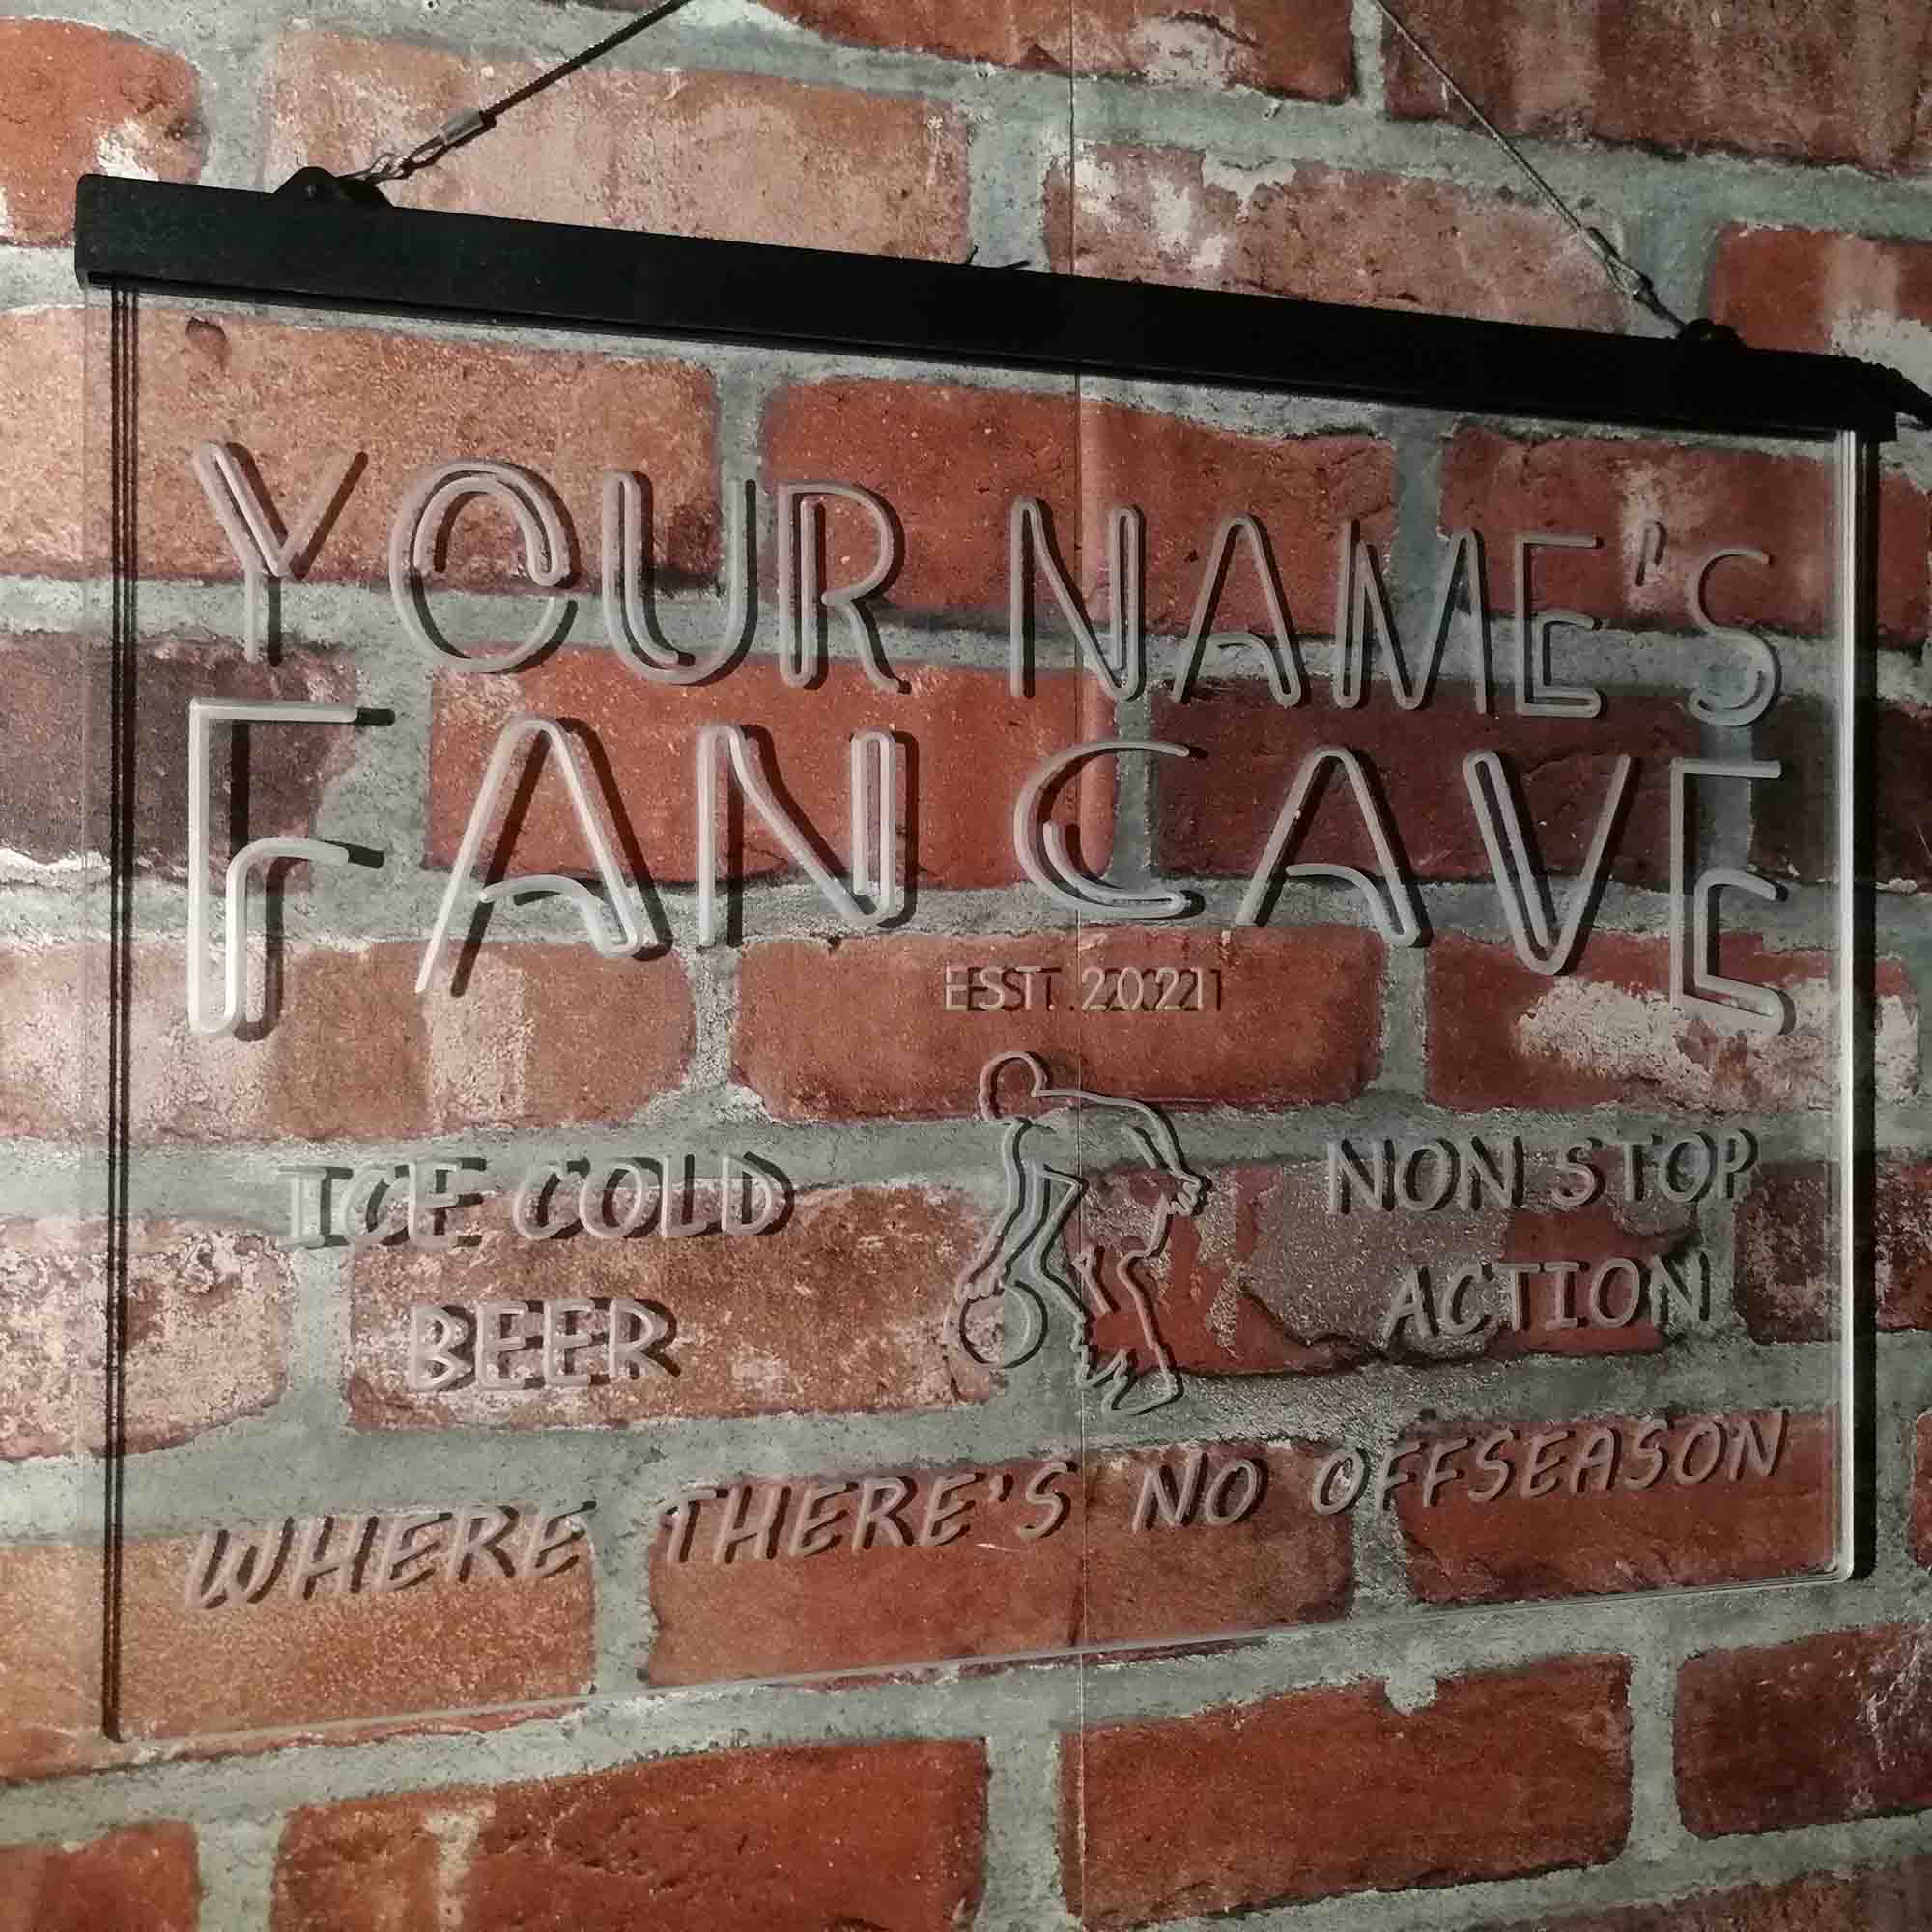 YOUR NAME'S
FAN CAVE
EST. 2021
ICE COLD
BEER
NON STOP
ACTION
WHERE THERE'S NO OFFSEASON